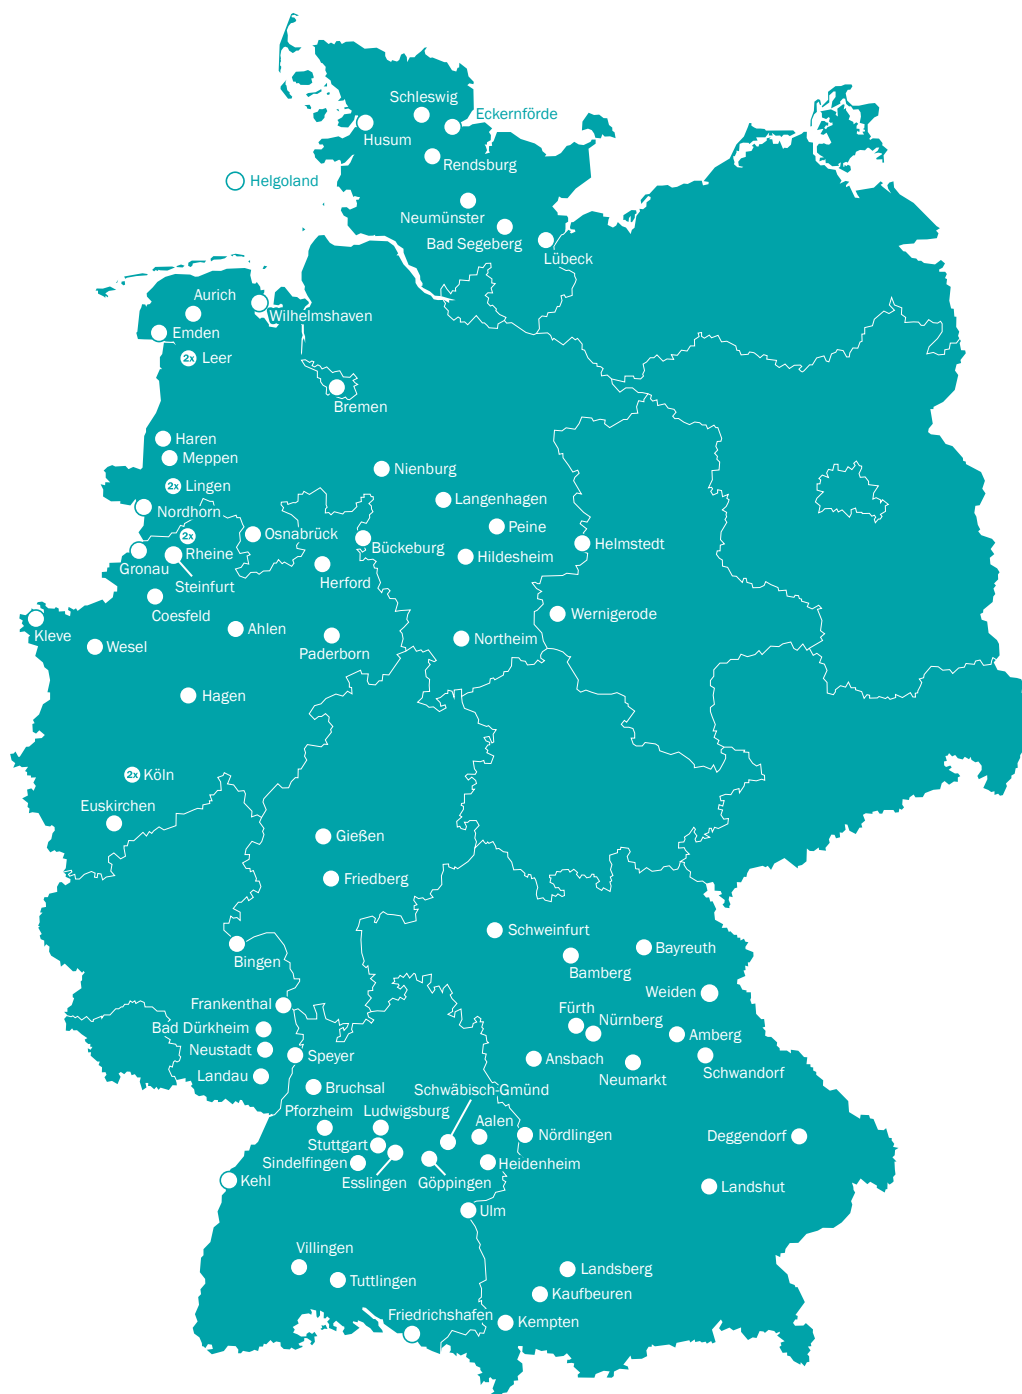 Schleswig
Eckernförde
Husum
Rendsburg
Helgoland
Neumünster
Bad Segeberg
Lübeck
Aurich
Wilhelmshaven
Emden
2x Leer
Bremen
Haren
Meppen
Nienburg
2x Lingen
Langenhagen
Nordhorn
Peine
2x
Osnabrück
Bückeburg
Helmstedt
Rheine
Hildesheim
Gronau
Steinfurt
Herford
Coesfeld
Wernigerode
Ahlen
Kleve
Wesel
Paderborn
Northeim
Hagen
2x Köln
Euskirchen
Gießen
Friedberg
Schweinfurt
Bayreuth
Bingen
Bamberg
Weiden
Frankenthal
Fürth
Nürnberg
Bad Dürkheim
Amberg
Neustadt
Speyer
Ansbach
Schwandorf
Landau
Neumarkt
Bruchsal
Schwäbisch-Gmünd
Pforzheim
Ludwigsburg
Aalen
Nördlingen
Deggendorf
Stuttgart
Sindelfingen
Heidenheim
Kehl
Esslingen
Göppingen
Landshut
Ulm
Villingen
Landsberg
Tuttlingen
Kaufbeuren
Friedrichshafen
Kempten